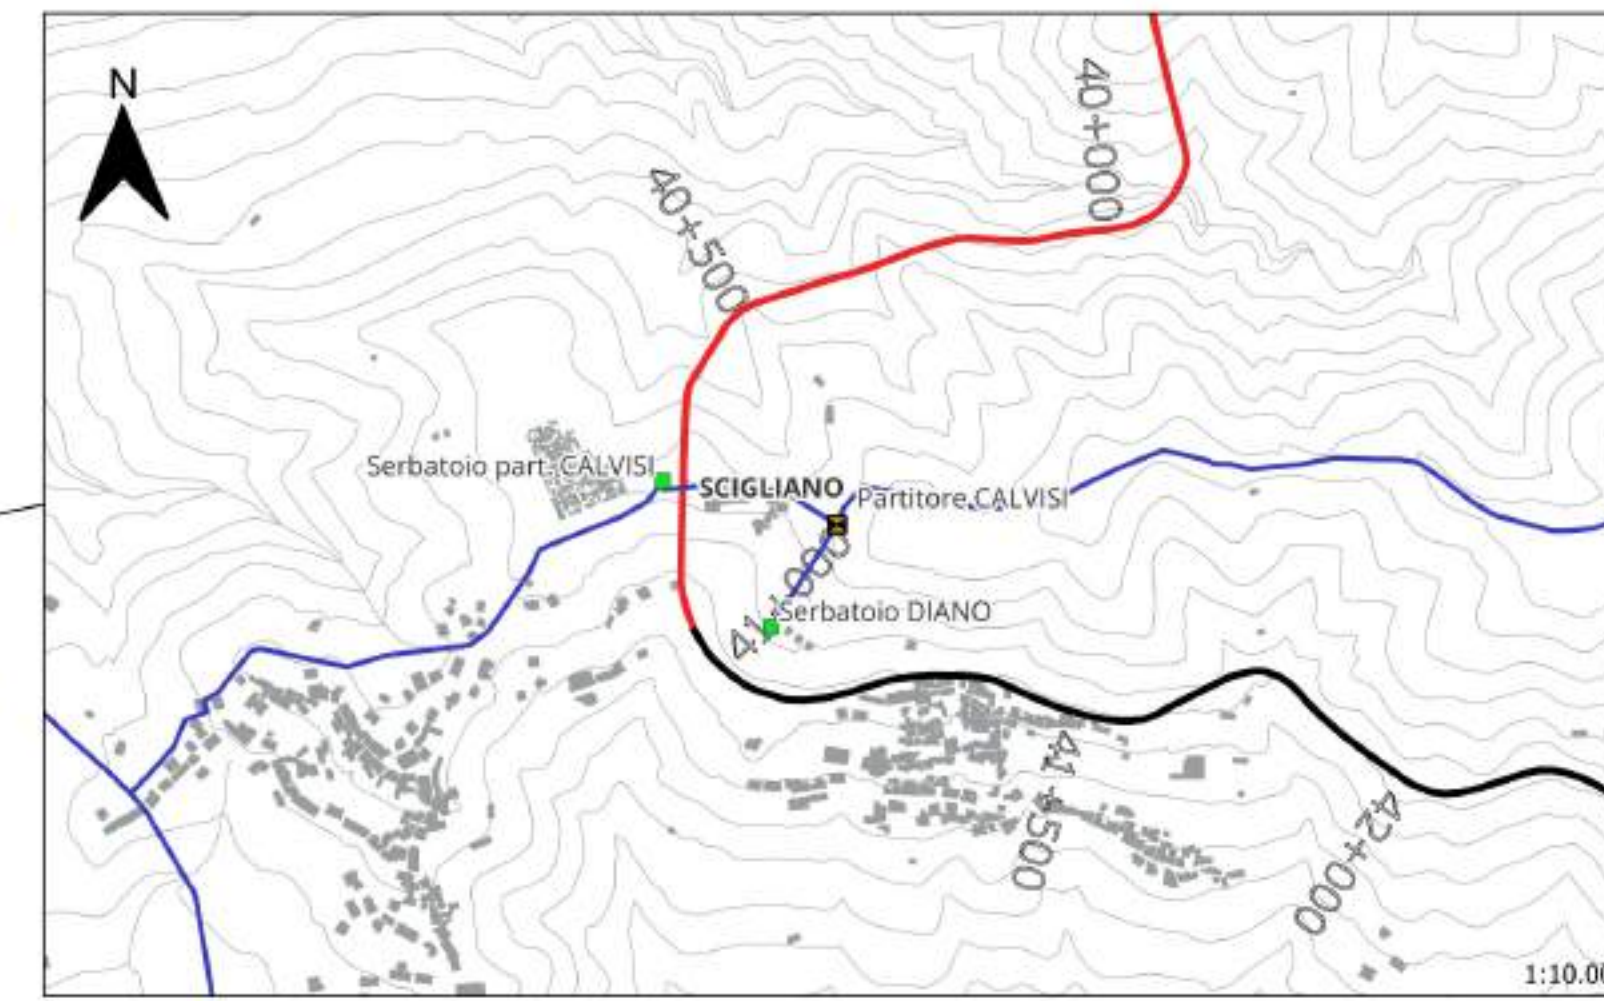 N
40+000
40+500
Serbatoio part. CALVISI
SCIGLIANO
Partitore CALVISI
Serbatoio DIANO
41+500
42+000